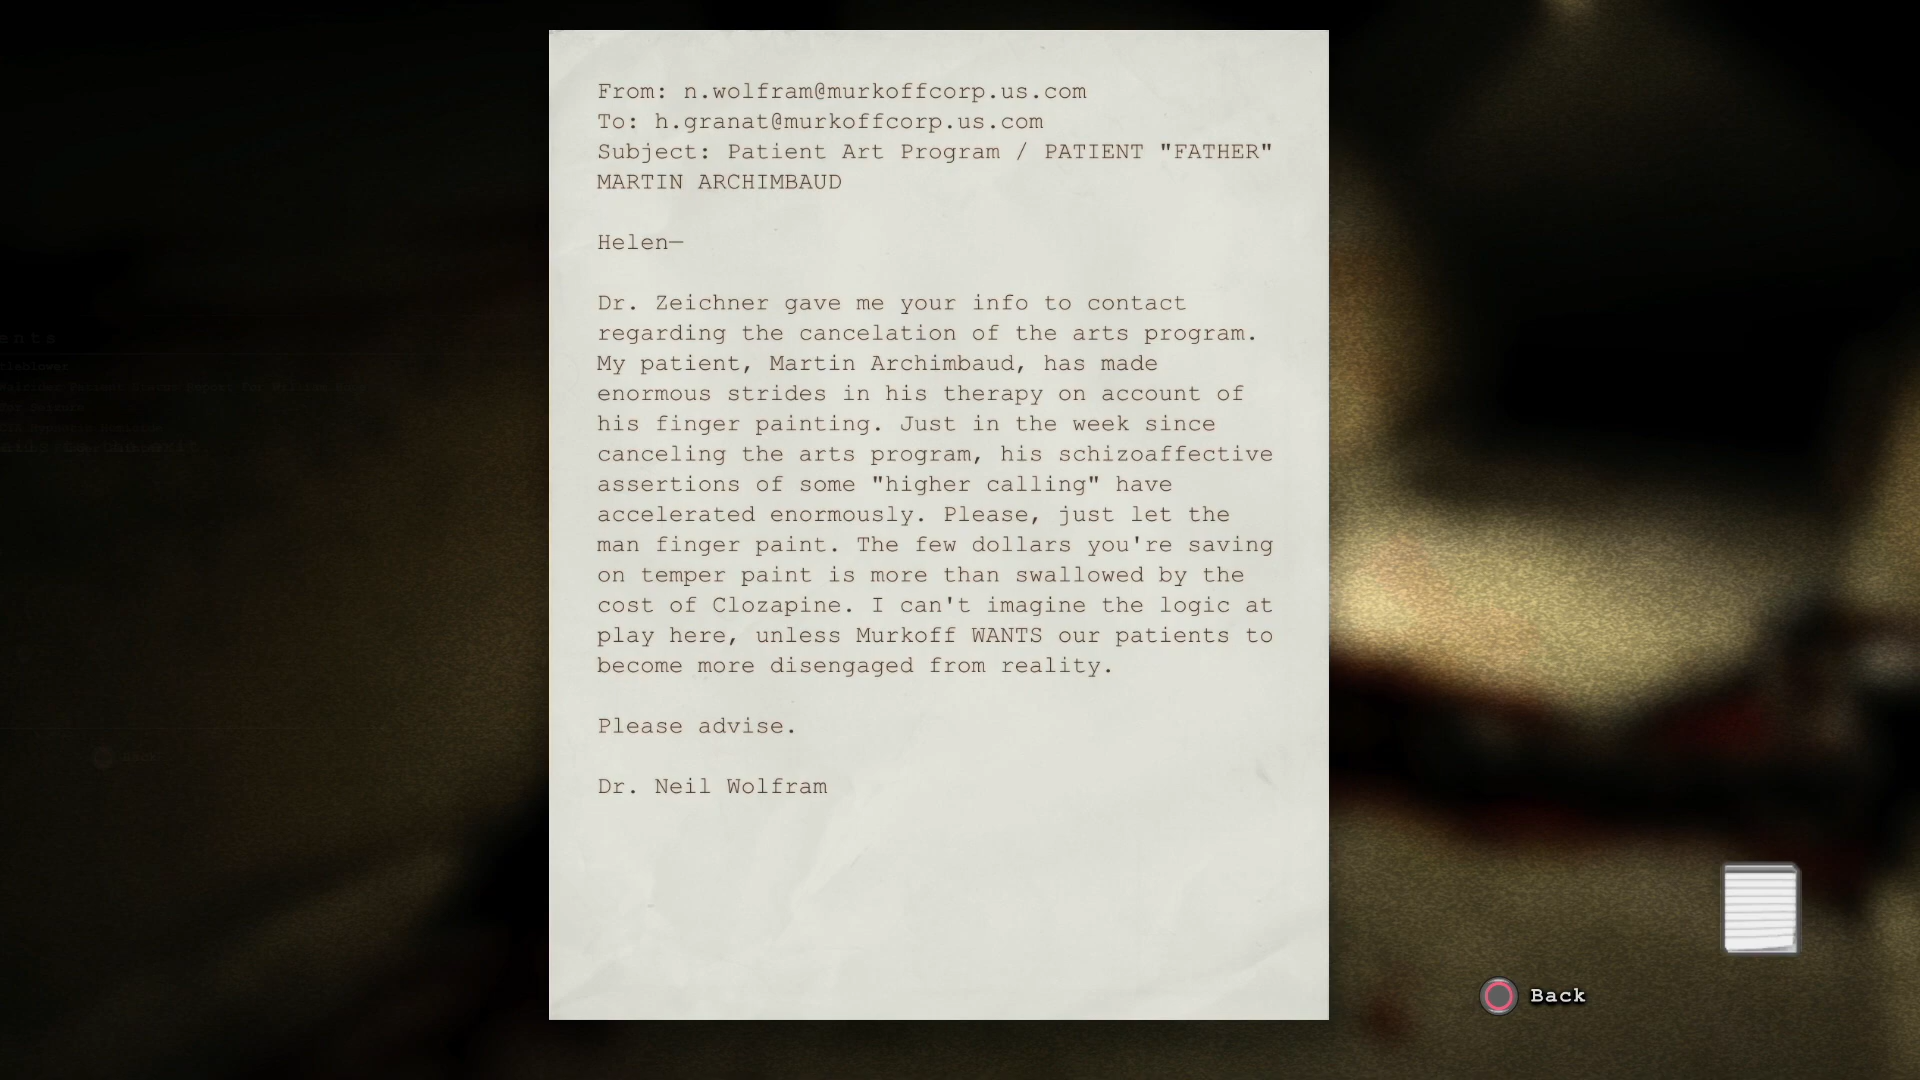 From: n.wolfram@murkoffcorp.us.com
To: h.granat@murkoffcorp.us.com
Subject: Patient Art Program / PATIENT "FATHER"
MARTIN ARCHIMBAUD
Helen—
Dr. Zeichner gave me your info to contact
regarding the cancelation of the arts program.
My patient, Martin Archimbaud, has made
enormous strides in his therapy on account of
his finger painting. Just in the week since
canceling the arts program, his schizoaffective
assertions of some "higher calling" have
accelerated enormously. Please, just let the
man finger paint. The few dollars you're saving
on temper paint is more than swallowed by the
cost of Clozapine. I can't imagine the logic at
play here, unless Murkoff WANTS our patients to
become more disengaged from reality.
Please advise.
Dr. Neil Wolfram
Back